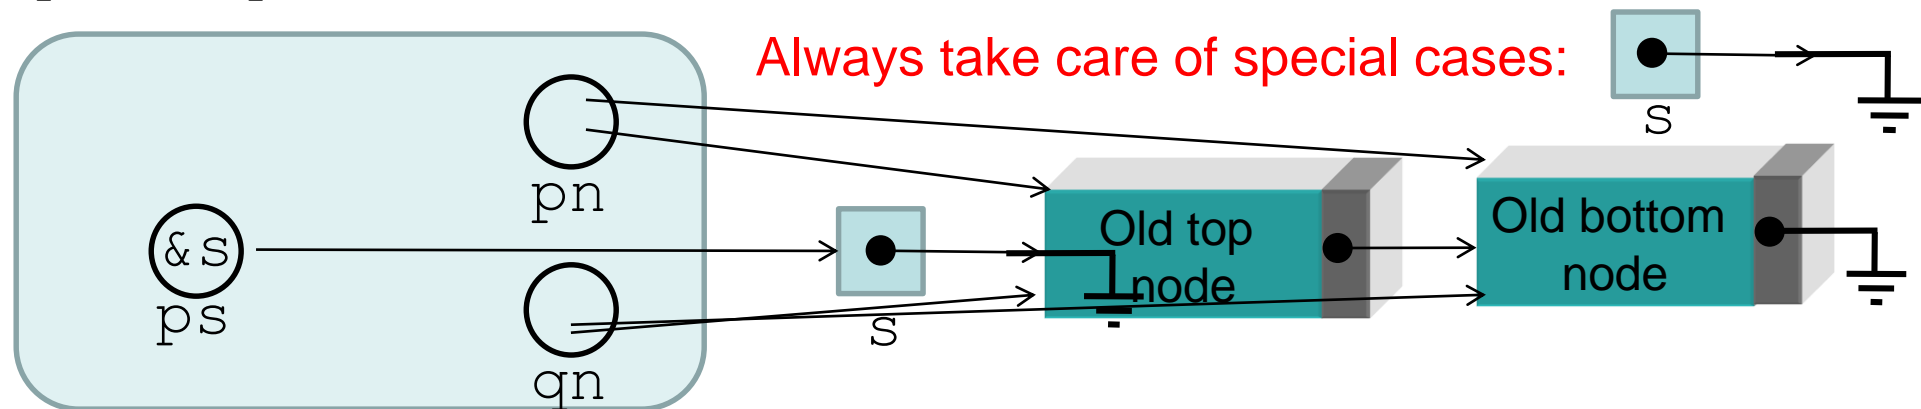 Always take care of special cases:
s
pn
&s
ps
qn
s
Old top
node
Old bottom
node